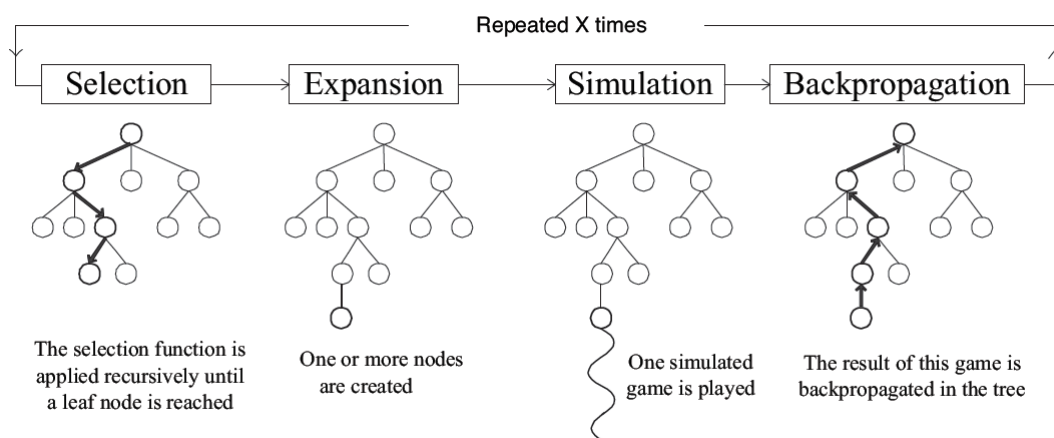 Repeated X times
Selection
Expansion
Simulation
Backpropagation
The selection function is
applied recursively until
a leaf node is reached
One or more nodes
are created
One simulated
game is played
The result of this game is
backpropagated in the tree